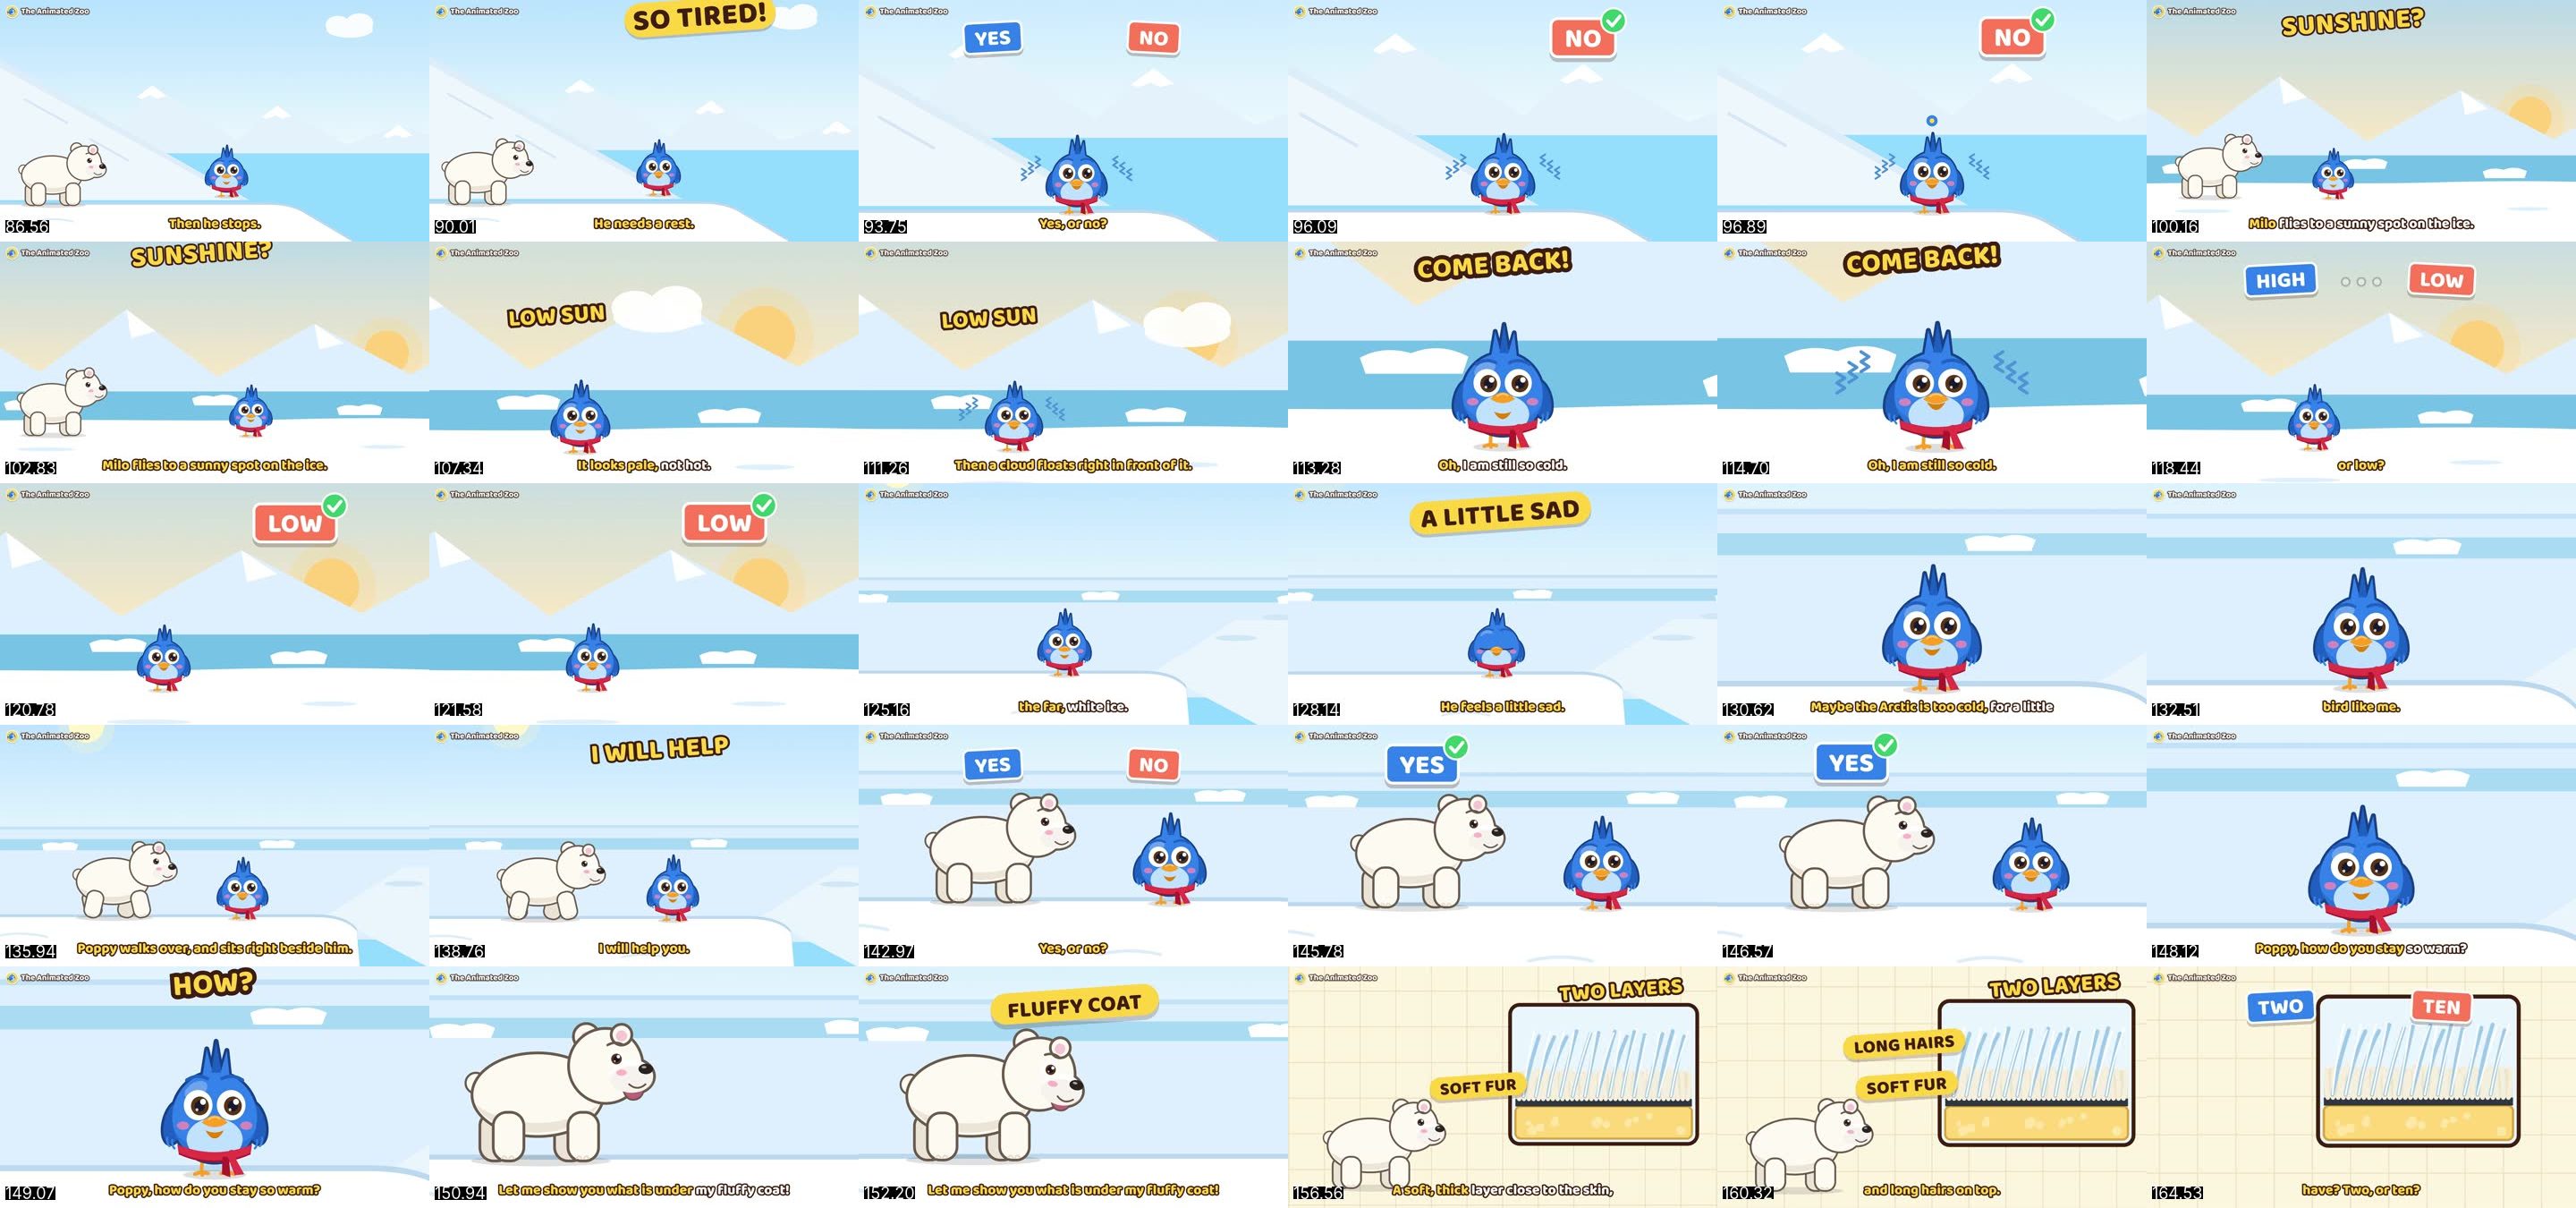 The Animated Zoo
86.56
Then he stops.
The Animated Zoo
SO TIRED!
90.01
He needs a rest.
The Animated Zoo
YES
NO
93.75
Yes, or no?
The Animated Zoo
NO
96.09
The Animated Zoo
NO
96.89
The Animated Zoo
SUNSHINE?
100.16
Milo flies to a sunny spot on the ice.
The Animated Zoo
SUNSHINE?
102.83
Milo flies to a sunny spot on the ice.
The Animated Zoo
LOW SUN
107.34
It looks pale, not hot.
The Animated Zoo
LOW SUN
111.26
Then a cloud floats right in front of it.
The Animated Zoo
COME BACK!
113.28
Oh, I am still so cold.
The Animated Zoo
COME BACK!
114.70
Oh, I am still so cold.
The Animated Zoo
HIGH
LOW
118.44
or low?
The Animated Zoo
LOW
120.78
The Animated Zoo
LOW
121.58
The Animated Zoo
125.16
the far, white ice.
The Animated Zoo
A LITTLE SAD
128.14
He feels a little sad.
The Animated Zoo
130.62
Maybe the Arctic is too cold, for a little
The Animated Zoo
132.51
bird like me.
The Animated Zoo
135.94
Poppy walks over, and sits right beside him.
The Animated Zoo
I WILL HELP
138.76
I will help you.
The Animated Zoo
YES
NO
142.97
Yes, or no?
The Animated Zoo
YES
145.78
The Animated Zoo
YES
146.57
The Animated Zoo
148.12
Poppy, how do you stay so warm?
The Animated Zoo
HOW?
149.07
Poppy, how do you stay so warm?
The Animated Zoo
150.94
Let me show you what is under my fluffy coat!
The Animated Zoo
FLUFFY COAT
152.20
Let me show you what is under my fluffy coat!
The Animated Zoo
TWO LAYERS
SOFT FUR
156.56
A soft, thick layer close to the skin,
The Animated Zoo
TWO LAYERS
LONG HAIRS
SOFT FUR
160.32
and long hairs on top.
The Animated Zoo
TWO
TEN
164.53
have? Two, or ten?